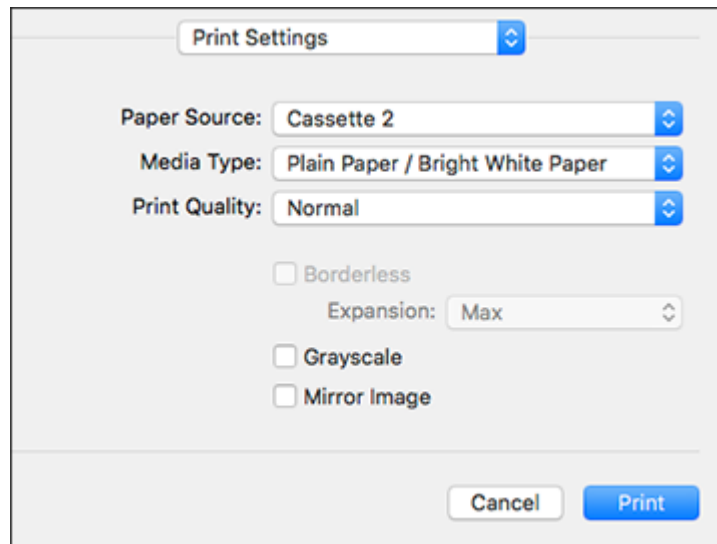 Print Settings
Paper Source: Cassette 2
Media Type: Plain Paper / Bright White Paper
Print Quality: Normal
Borderless
Expansion: Max
Grayscale
Mirror Image
Cancel Print